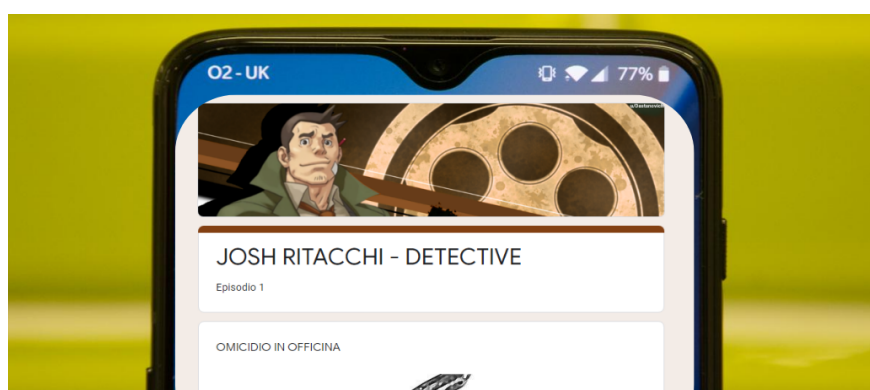 O2 - UK
77%
JOSH RITACCHI - DETECTIVE
Episodio 1
OMICIDIO IN OFFICINA